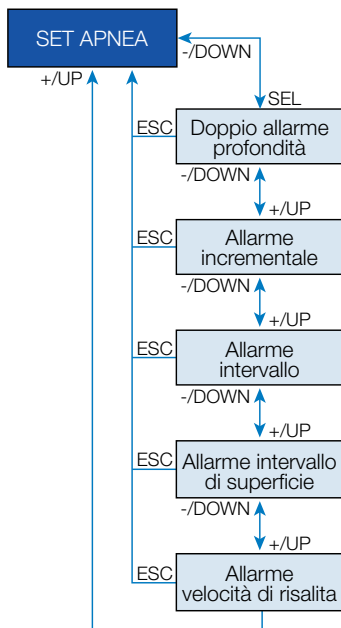 SET APNEA
-/DOWN
+/UP
SEL
ESC
Doppio allarme
profondità
-/DOWN
+/UP
ESC
Allarme
incrementale
-/DOWN
+/UP
ESC
Allarme
intervallo
-/DOWN
+/UP
ESC
Allarme intervallo
di superficie
-/DOWN
+/UP
ESC
Allarme
velocità di risalita